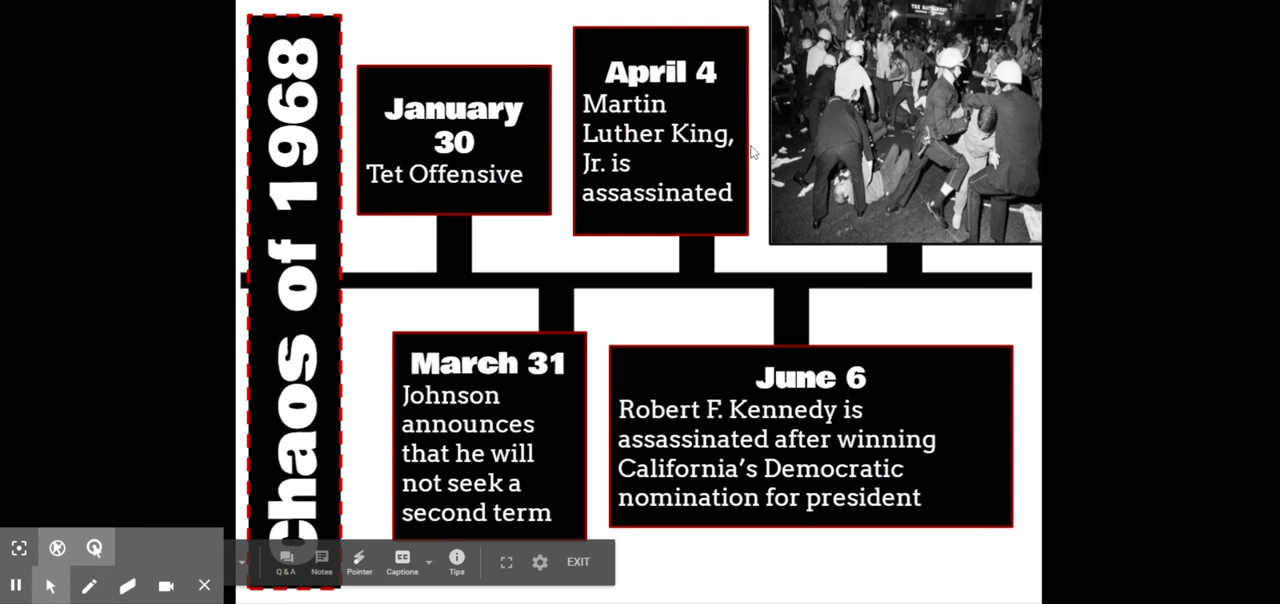 Chaos of 1968
January
30
Tet Offensive
April 4
Martin
Luther King,
Jr. is
assassinated
March 31
Johnson
announces
that he will
not seek a
second term
June 6
Robert F. Kennedy is
assassinated after winning
California's Democratic
nomination for president
Q & A
Notes
Pointer
CC
Captions
Tips
EXIT